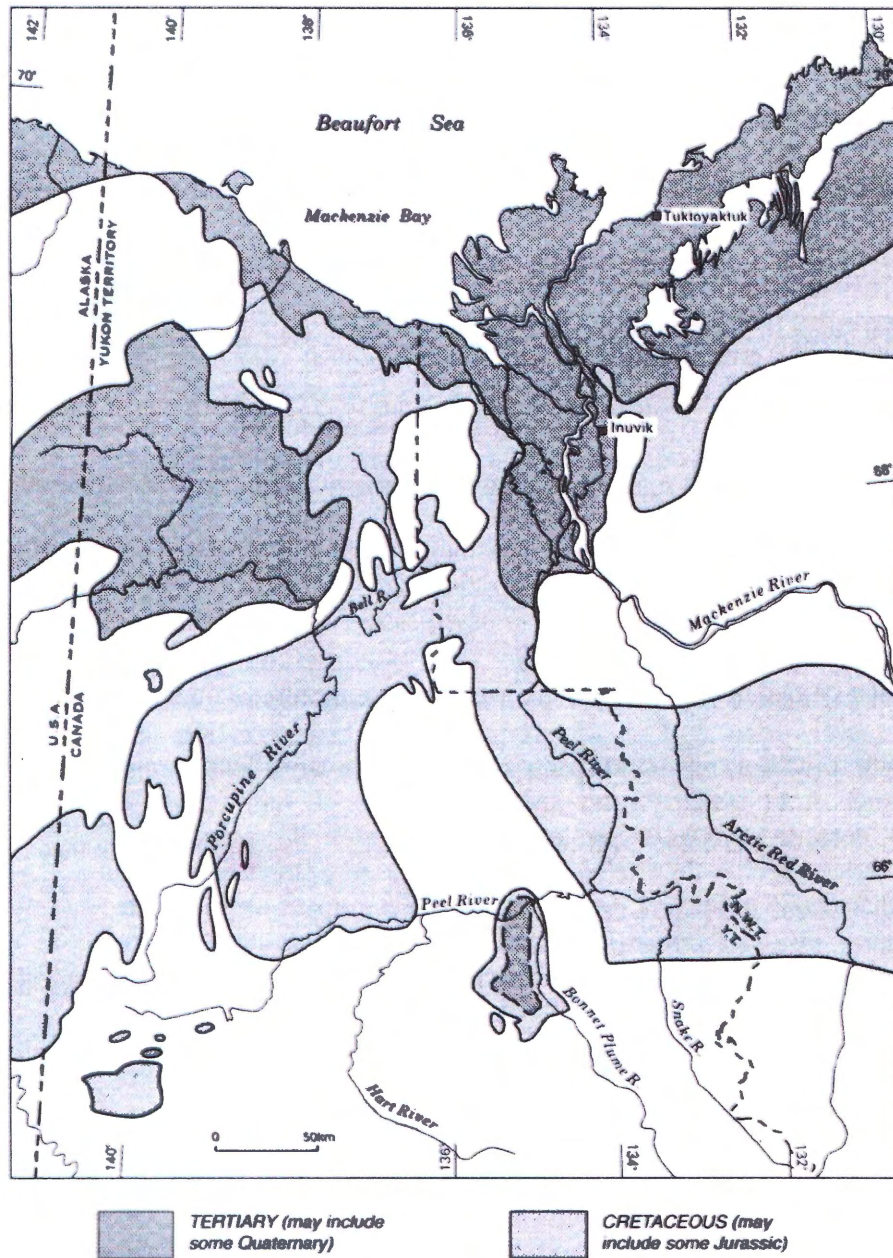 142° 140° 138° 136° 134° 132° 130°
70° 70°
Beaufort Sea
Mackenzie Bay
Tuktoyaktuk
ALASKA
YUKON TERRITORY
Inuvik
68°
Bell R.
Mackenzie River
U.S.A.
CANADA
Porcupine River
Peel River
Arctic Red River
66°
Peel River
N.W.T.
Y.T.
Bonnet Plume R
Snake R.
Hart River
0 50km
140° 136° 134° 132°
TERTIARY (may include
some Quaternary)
CRETACEOUS (may
include some Jurassic)